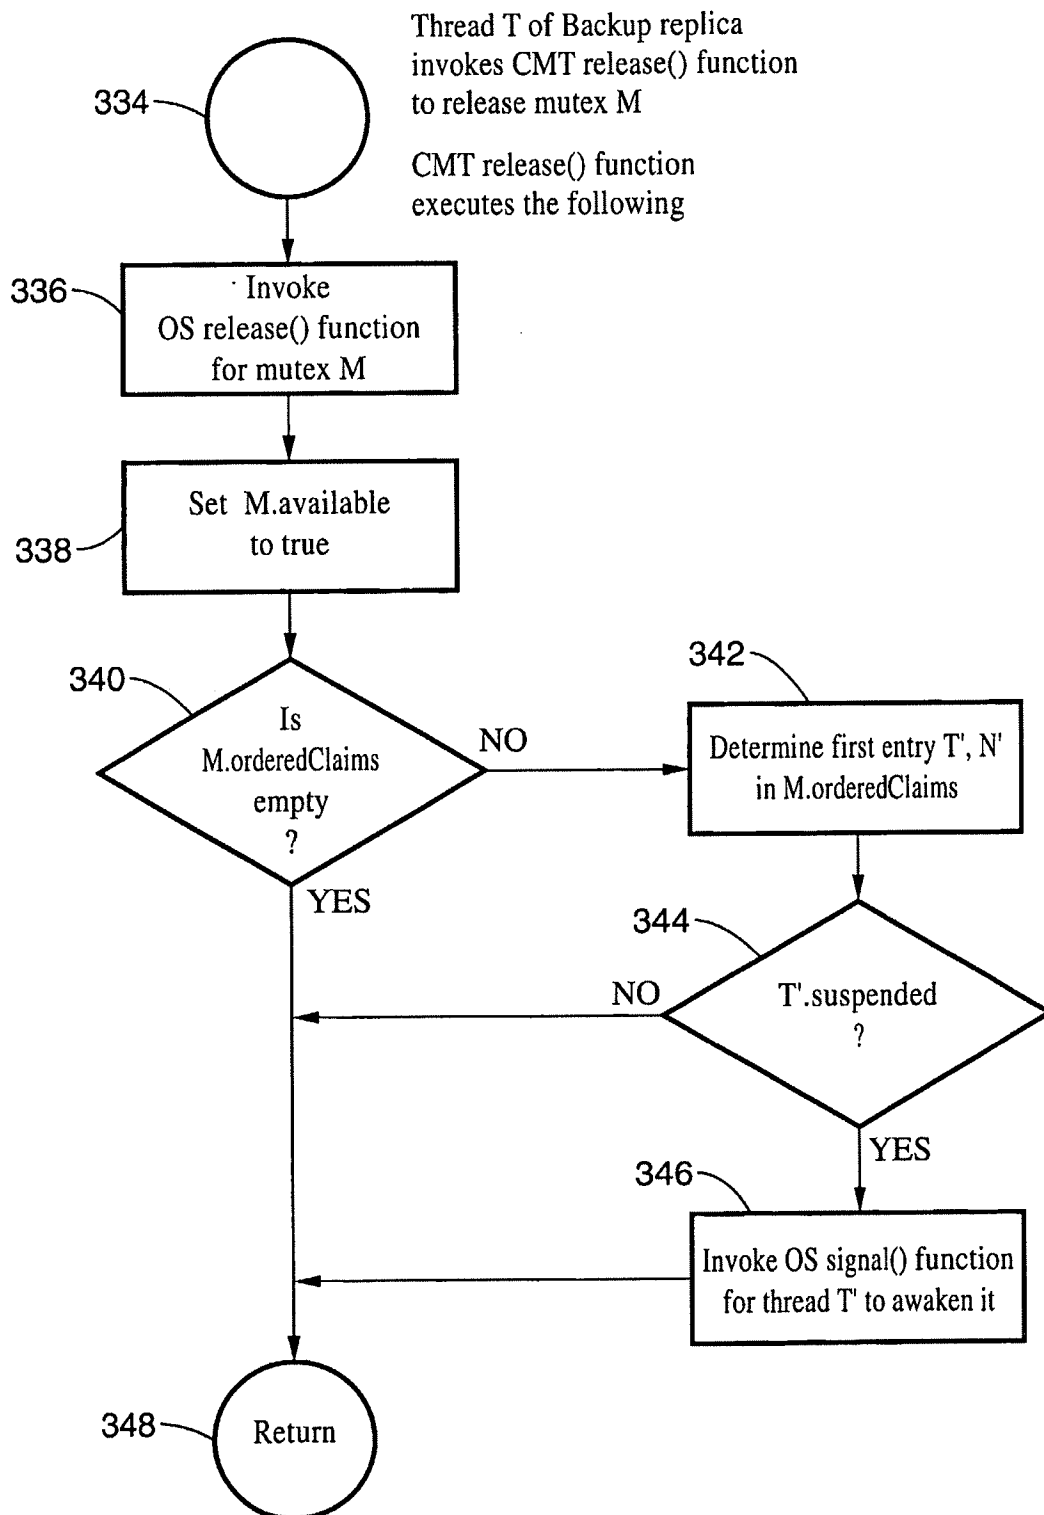 Thread T of Backup replica
invokes CMT release() function
to release mutex M
334
CMT release() function
executes the following
336
Invoke
OS release() function
for mutex M
338
Set M.available
to true
340
Is
M.orderedClaims
empty
?
NO
YES
342
Determine first entry T', N'
in M.orderedClaims
344
T'.suspended
?
NO
YES
346
Invoke OS signal() function
for thread T' to awaken it
348
Return